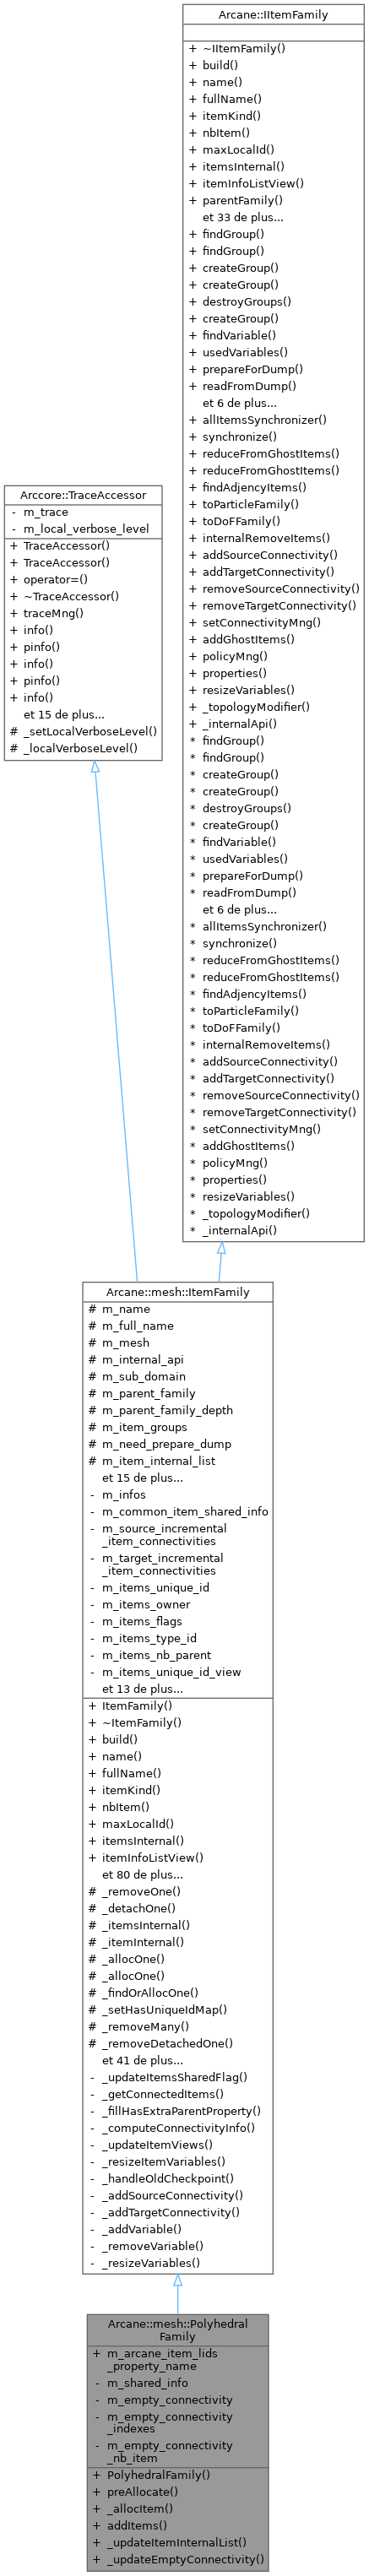 Arcane::IItemFamily
+ ~IItemFamily()
+ build()
+ name()
+ fullName()
+ itemKind()
+ nbItem()
+ maxLocalId()
+ itemsInternal()
+ itemInfoListView()
+ parentFamily()
et 33 de plus...
+ findGroup()
+ findGroup()
+ createGroup()
+ createGroup()
+ destroyGroups()
+ createGroup()
+ findVariable()
+ usedVariables()
+ prepareForDump()
+ readFromDump()
et 6 de plus...
+ allItemsSynchronizer()
+ synchronize()
+ reduceFromGhostItems()
+ reduceFromGhostItems()
+ findAdjencyItems()
+ toParticleFamily()
+ toDoFFamily()
+ internalRemoveItems()
+ addSourceConnectivity()
+ addTargetConnectivity()
+ removeSourceConnectivity()
+ removeTargetConnectivity()
+ setConnectivityMng()
+ addGhostItems()
+ policyMng()
+ properties()
+ resizeVariables()
+ _topologyModifier()
+ _internalApi()
* findGroup()
* findGroup()
* createGroup()
* createGroup()
* destroyGroups()
* createGroup()
* findVariable()
* usedVariables()
* prepareForDump()
* readFromDump()
et 6 de plus...
* allItemsSynchronizer()
* synchronize()
* reduceFromGhostItems()
* reduceFromGhostItems()
* findAdjencyItems()
* toParticleFamily()
* toDoFFamily()
* internalRemoveItems()
* addSourceConnectivity()
* addTargetConnectivity()
* removeSourceConnectivity()
* removeTargetConnectivity()
* setConnectivityMng()
* addGhostItems()
* policyMng()
* properties()
* resizeVariables()
* _topologyModifier()
* _internalApi()
Arccore::TraceAccessor
- m_trace
- m_local_verbose_level
+ TraceAccessor()
+ TraceAccessor()
+ operator=()
+ ~TraceAccessor()
+ traceMng()
+ info()
+ pinfo()
+ info()
+ pinfo()
+ info()
et 15 de plus...
# _setLocalVerboseLevel()
# _localVerboseLevel()
Arcane::mesh::ItemFamily
# m_name
# m_full_name
# m_mesh
# m_internal_api
# m_sub_domain
# m_parent_family
# m_parent_family_depth
# m_item_groups
# m_need_prepare_dump
# m_item_internal_list
et 15 de plus...
- m_infos
- m_common_item_shared_info
- m_source_incremental
_item_connectivities
- m_target_incremental
_item_connectivities
- m_items_unique_id
- m_items_owner
- m_items_flags
- m_items_type_id
- m_items_nb_parent
- m_items_unique_id_view
et 13 de plus...
+ ItemFamily()
+ ~ItemFamily()
+ build()
+ name()
+ fullName()
+ itemKind()
+ nbItem()
+ maxLocalId()
+ itemsInternal()
+ itemInfoListView()
et 80 de plus...
# _removeOne()
# _detachOne()
# _itemsInternal()
# _itemInternal()
# _allocOne()
# _allocOne()
# _findOrAllocOne()
# _setHasUniqueIdMap()
# _removeMany()
# _removeDetachedOne()
et 41 de plus...
- _updateItemsSharedFlag()
- _getConnectedItems()
- _fillHasExtraParentProperty()
- _computeConnectivityInfo()
- _updateItemViews()
- _resizeItemVariables()
- _handleOldCheckpoint()
- _addSourceConnectivity()
- _addTargetConnectivity()
- _addVariable()
- _removeVariable()
- _resizeVariables()
Arcane::mesh::Polyhedral
Family
+ m_arcane_item_lids
_property_name
- m_shared_info
- m_empty_connectivity
- m_empty_connectivity
_indexes
- m_empty_connectivity
_nb_item
+ PolyhedralFamily()
+ preAllocate()
+ _allocItem()
+ addItems()
+ _updateItemInternalList()
+ _updateEmptyConnectivity()